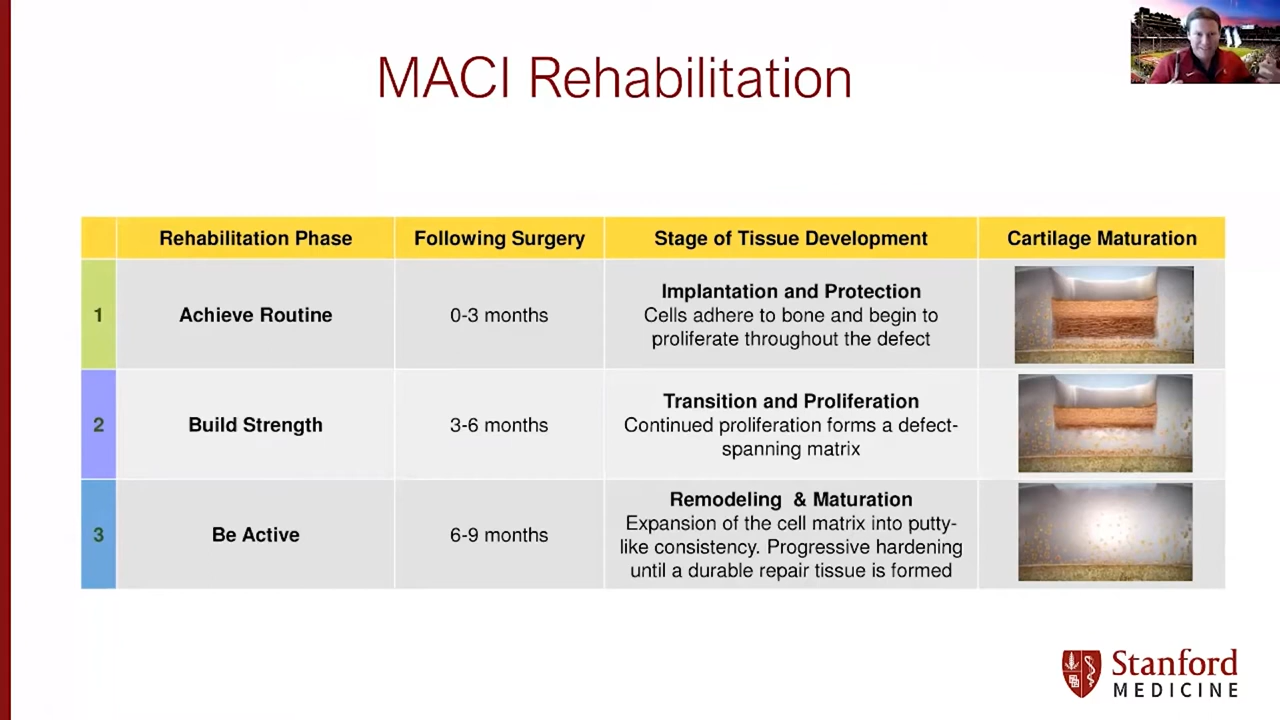 MACI Rehabilitation
Rehabilitation Phase
Following Surgery
Stage of Tissue Development
Cartilage Maturation
1
Achieve Routine
0-3 months
Implantation and Protection
Cells adhere to bone and begin to
proliferate throughout the defect
2
Build Strength
3-6 months
Transition and Proliferation
Continued proliferation forms a defect-
spanning matrix
3
Be Active
6-9 months
Remodeling & Maturation
Expansion of the cell matrix into putty-
like consistency. Progressive hardening
until a durable repair tissue is formed
Stanford
MEDICINE